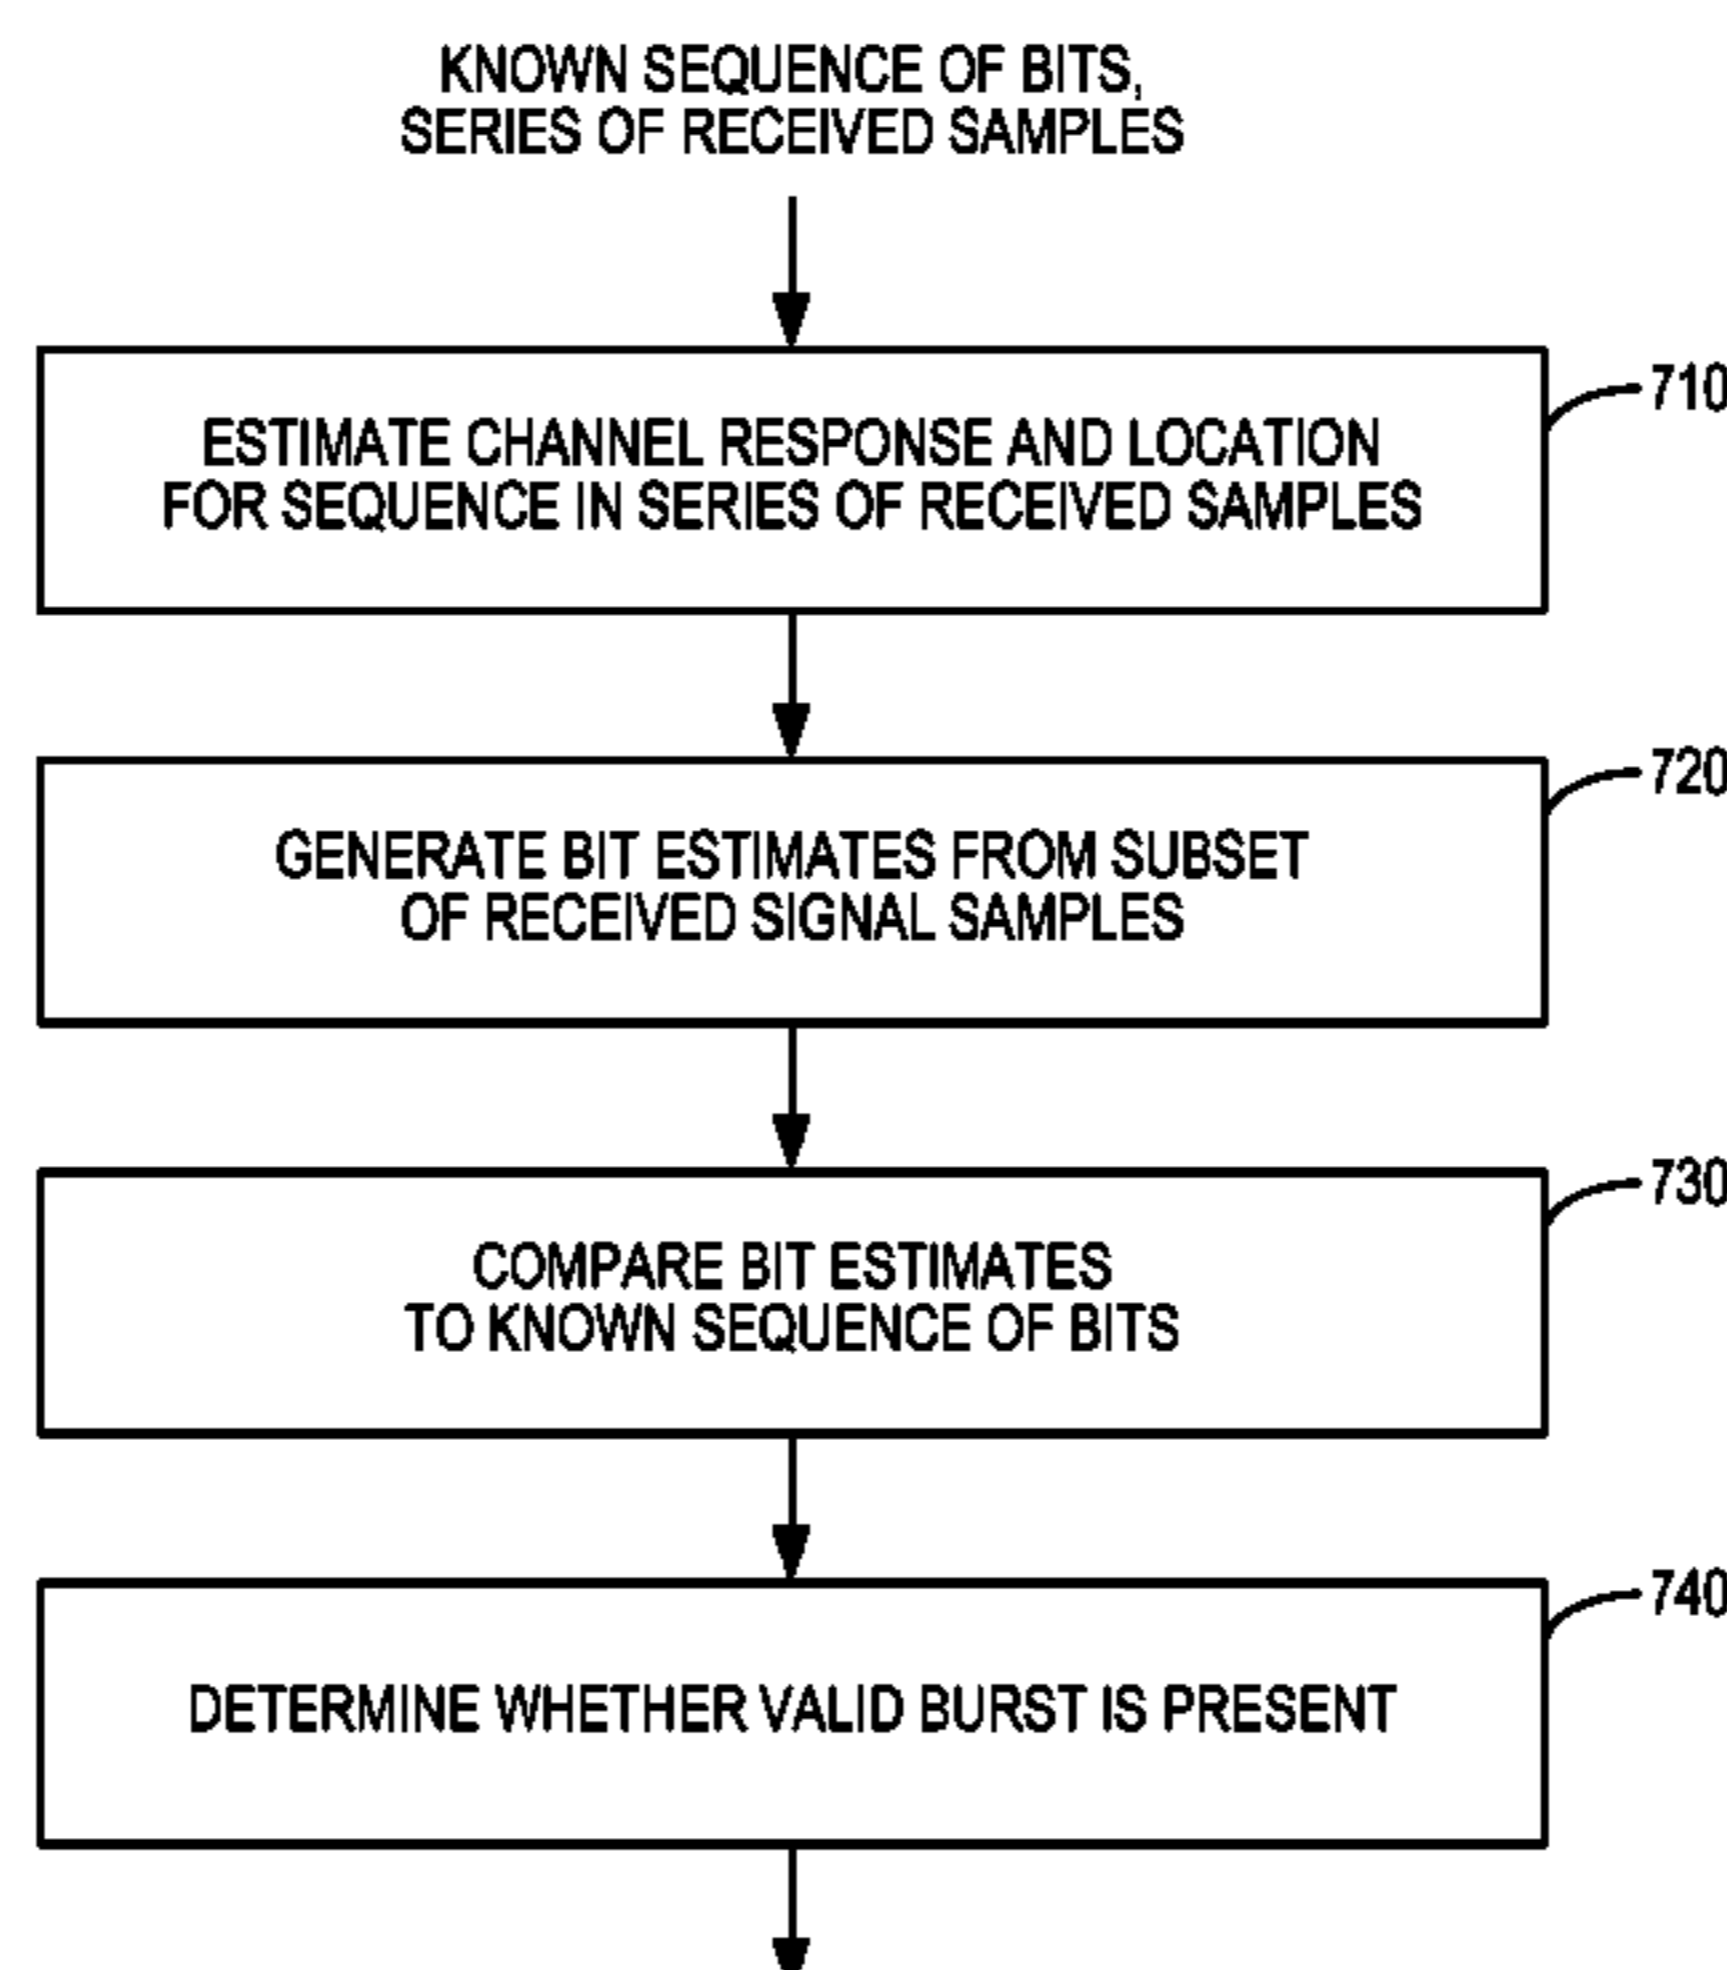 KNOWN SEQUENCE OF BITS,
SERIES OF RECEIVED SAMPLES
710
ESTIMATE CHANNEL RESPONSE AND LOCATION
FOR SEQUENCE IN SERIES OF RECEIVED SAMPLES
720
GENERATE BIT ESTIMATES FROM SUBSET
OF RECEIVED SIGNAL SAMPLES
730
COMPARE BIT ESTIMATES
TO KNOWN SEQUENCE OF BITS
740
DETERMINE WHETHER VALID BURST IS PRESENT